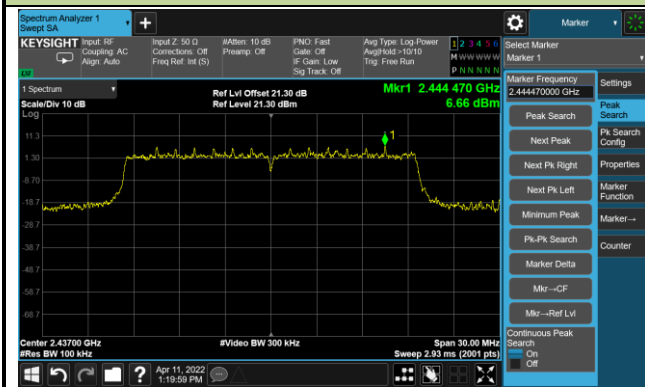 Spectrum Analyzer 1
Swept SA
+
Marker
KEYSIGHT
Input: RF
Coupling: AC
Align: Auto
Input Z: 50 Ω
Corrections: Off
Freq Ref: Int (S)
#Atten: 10 dB
Preamp: Off
PNO: Fast
Gate: Off
IF Gain: Low
Sig Track: Off
Avg Type: Log-Power
Avg|Hold:>10/10
Trig: Free Run
1 2 3 4 5 6
M W W W W W
P N N N N N
Select Marker
Marker 1
LXI
1 Spectrum
Scale/Div 10 dB
Log
Ref Lvl Offset 21.30 dB
Ref Level 21.30 dBm
Mkr1 2.444 470 GHz
6.66 dBm
11.3
1.30
-8.70
-18.7
-28.7
-38.7
-48.7
-58.7
-68.7
1
Center 2.43700 GHz
#Res BW 100 kHz
#Video BW 300 kHz
Span 30.00 MHz
Sweep 2.93 ms (2001 pts)
Marker Frequency
2.444470000 GHz
Peak Search
Next Peak
Next Pk Right
Next Pk Left
Minimum Peak
Pk-Pk Search
Marker Delta
Mkr→CF
Mkr→Ref Lvl
Continuous Peak
Search
On
Off
Settings
Peak
Search
Pk Search
Config
Properties
Marker
Function
Marker→
Counter
?
Apr 11, 2022
1:19:59 PM